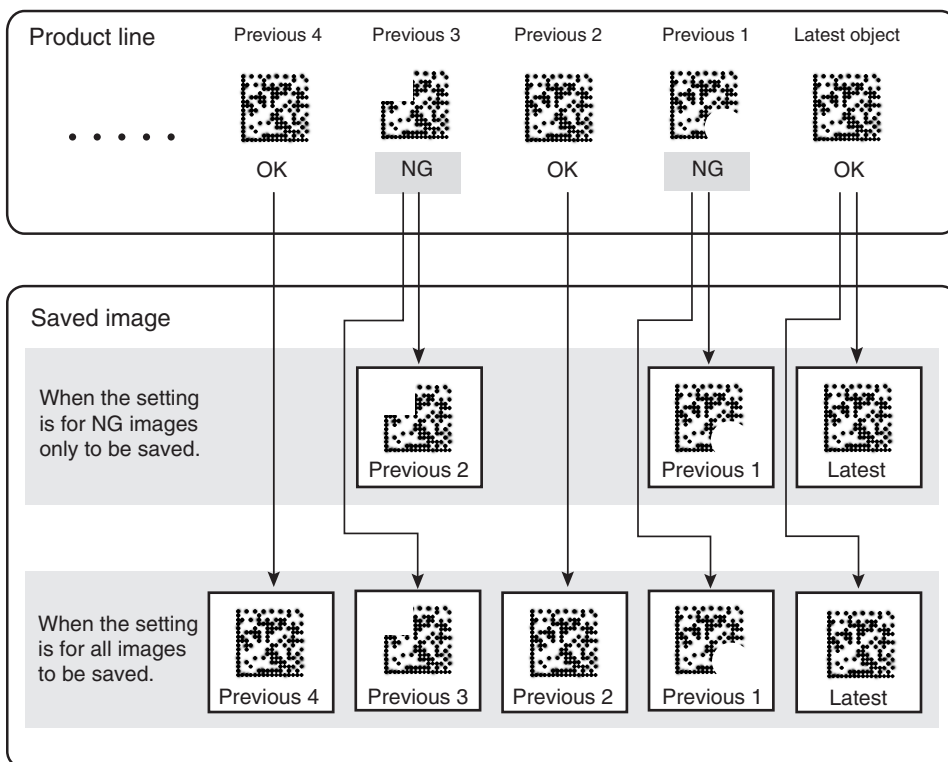 Product line
Previous 4
Previous 3
Previous 2
Previous 1
Latest object
OK
NG
OK
NG
OK
Saved image
When the setting
is for NG images
only to be saved.
Previous 2
Previous 1
Latest
When the setting
is for all images
to be saved.
Previous 4
Previous 3
Previous 2
Previous 1
Latest